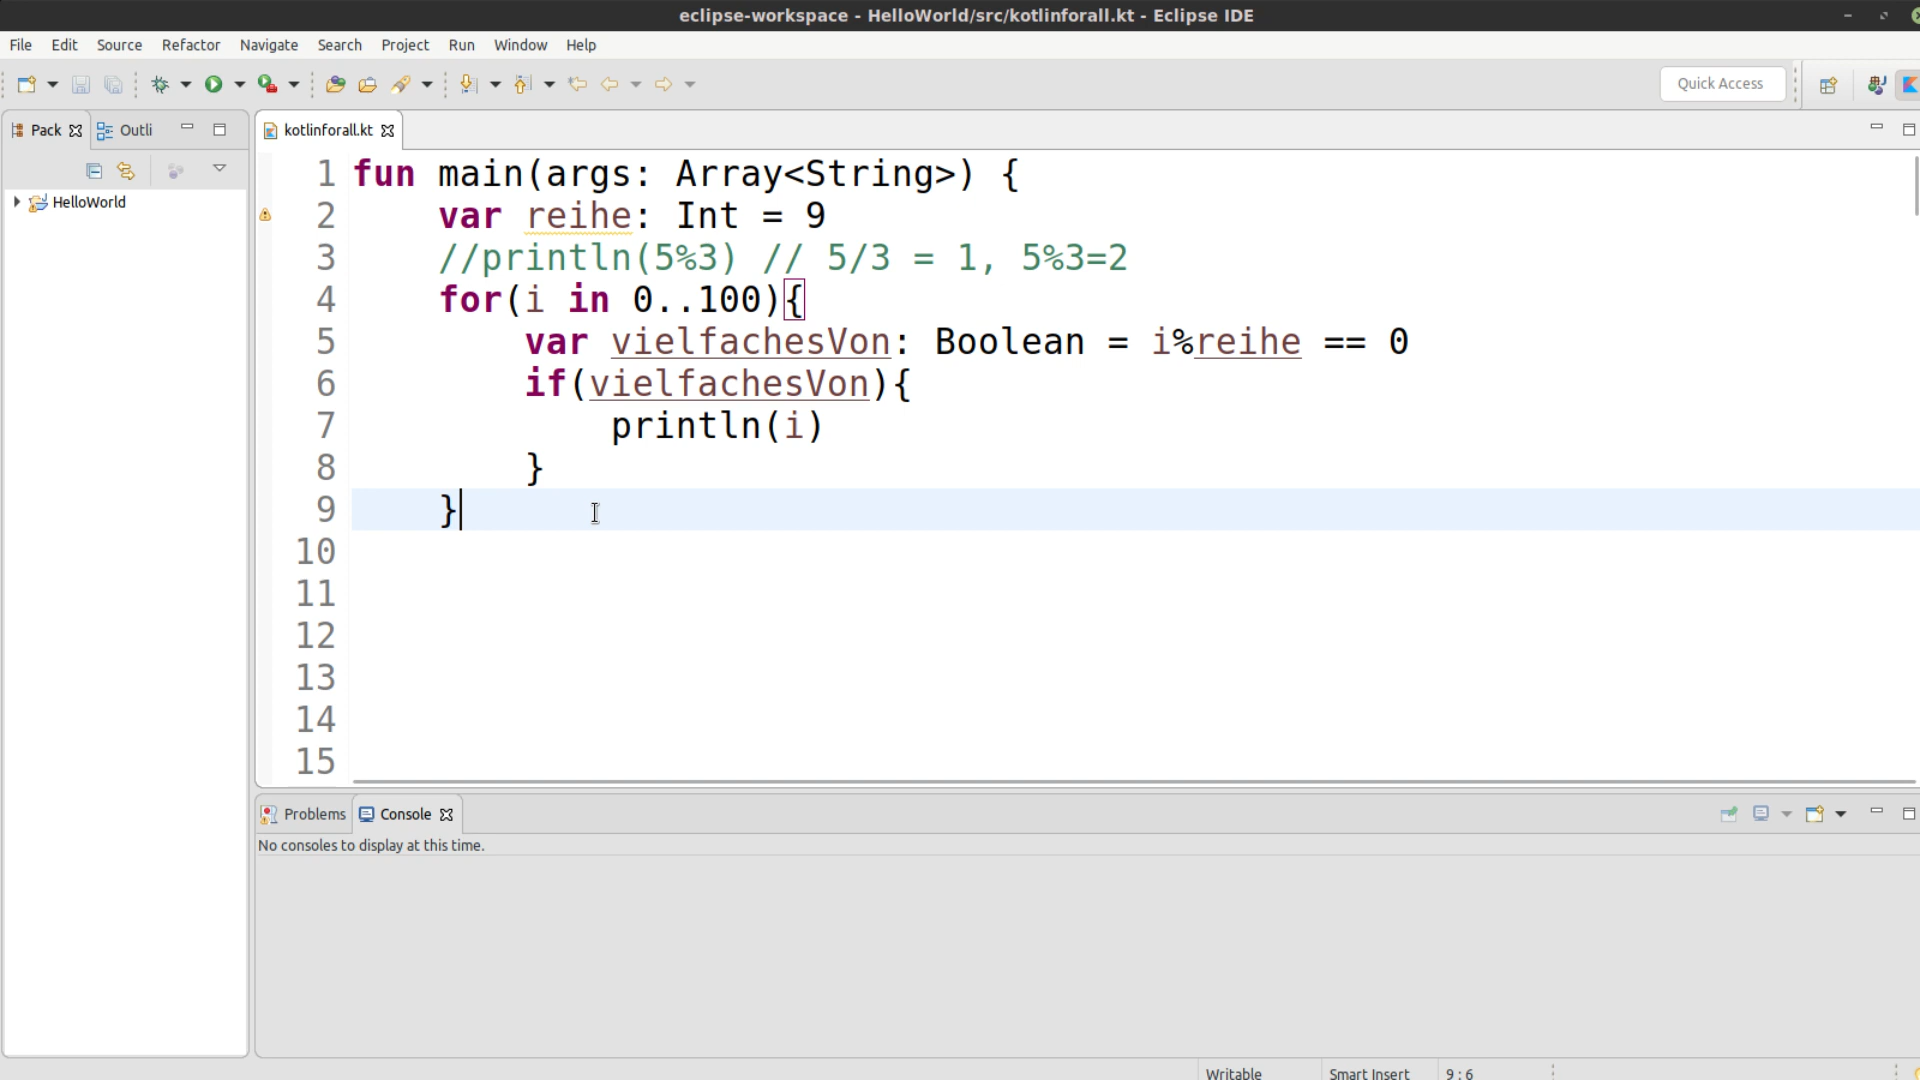 eclipse-workspace - HelloWorld/src/kotlinforall.kt - Eclipse IDE
File Edit Source Refactor Navigate Search Project Run Window Help
Quick Access
Pack Outli
kotlinforall.kt
HelloWorld
1 fun main(args: Array<String>) {
2 var reihe: Int = 9
3 //println(5%3) // 5/3 = 1, 5%3=2
4 for(i in 0..100){
5 var vielfachesVon: Boolean = i%reihe == 0
6 if(vielfachesVon){
7 println(i)
8 }
9 }
10
11
12
13
14
15
Problems Console
No consoles to display at this time.
Writable Smart Insert 9 : 6